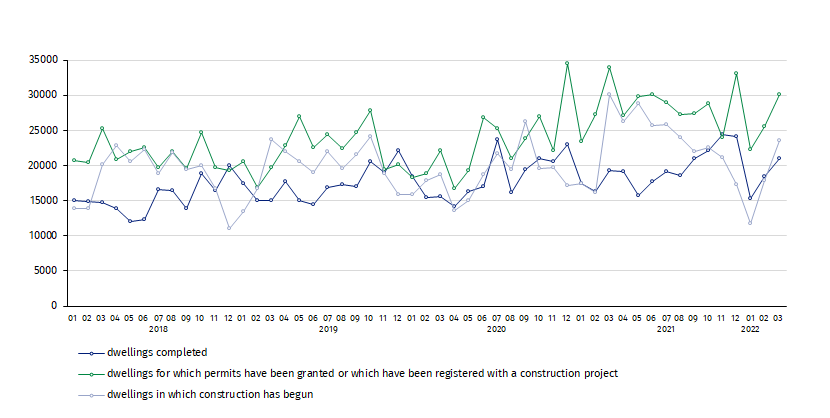 35000
30000
25000
20000
15000
10000
5000
0
01 02 03 04 05 06 07 08 09 10 11 12 01 02 03 04 05 06 07 08 09 10 11 12 01 02 03 04 05 06 07 08 09 10 11 12 01 02 03 04 05 06 07 08 09 10 11 12 01 02 03
2018 2019 2020 2021 2022
dwellings completed
dwellings for which permits have been granted or which have been registered with a construction project
dwellings in which construction has begun